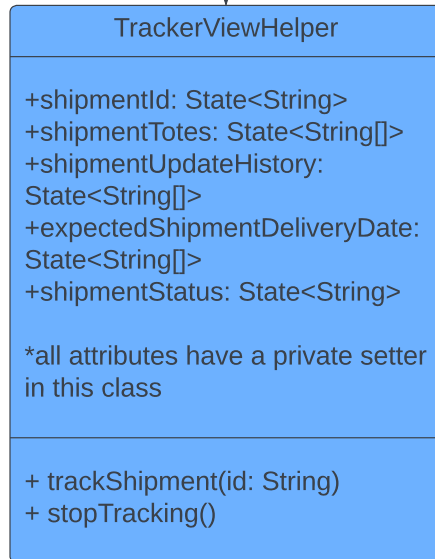 TrackerViewHelper
+shipmentId: State<String>
+shipmentTotes: State<String[]>
+shipmentUpdateHistory:
State<String[]>
+expectedShipmentDeliveryDate:
State<String[]>
+shipmentStatus: State<String>
*all attributes have a private setter
in this class
+ trackShipment(id: String)
+ stopTracking()